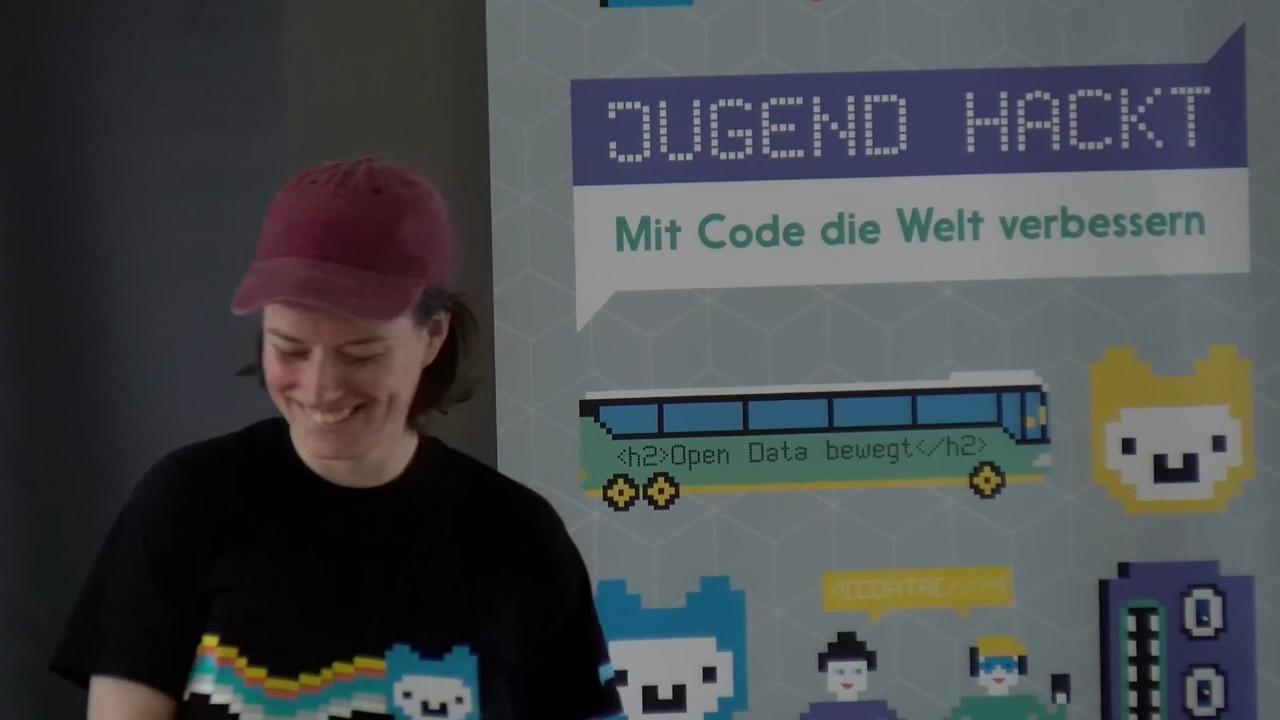 JUGEND HACKT
Mit Code die Welt verbessern
<h2>Open Data bewegt</h2>